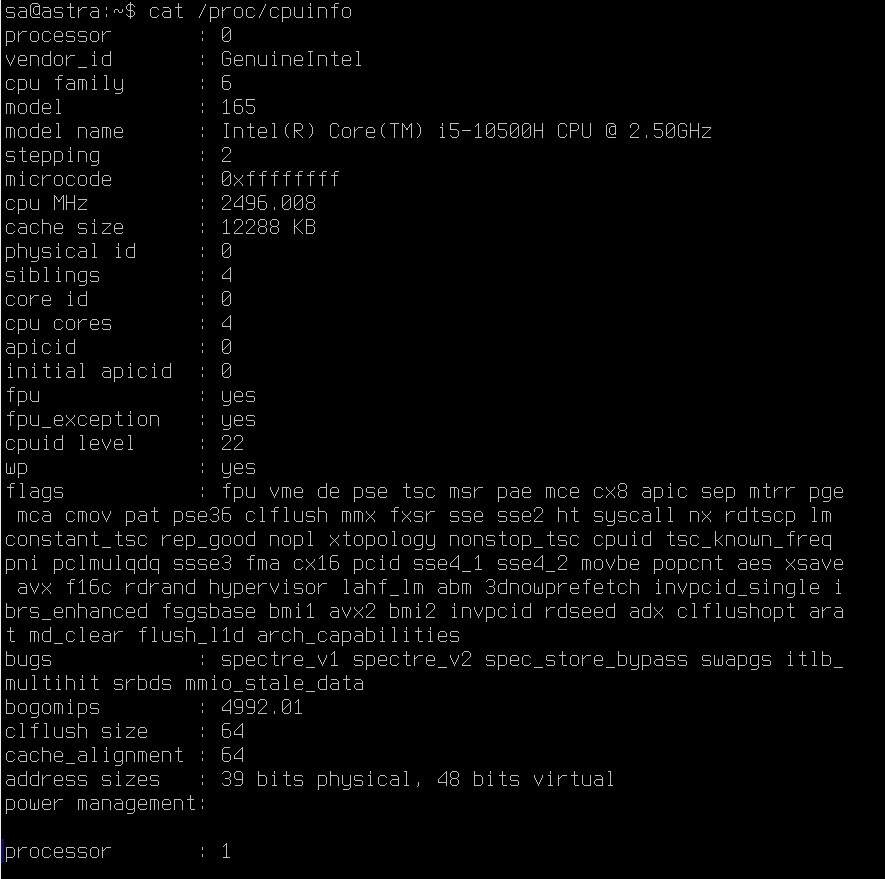 sa@astra:~$ cat /proc/cpuinfo
processor       : 0
vendor_id       : GenuineIntel
cpu family      : 6
model           : 165
model name      : Intel(R) Core(TM) i5-10500H CPU @ 2.50GHz
stepping        : 2
microcode       : 0xffffffff
cpu MHz         : 2496.008
cache size      : 12288 KB
physical id     : 0
siblings        : 4
core id         : 0
cpu cores       : 4
apicid          : 0
initial apicid  : 0
fpu             : yes
fpu_exception   : yes
cpuid level     : 22
wp              : yes
flags           : fpu vme de pse tsc msr pae mce cx8 apic sep mtrr pge
 mca cmov pat pse36 clflush mmx fxsr sse sse2 ht syscall nx rdtscp lm
constant_tsc rep_good nopl xtopology nonstop_tsc cpuid tsc_known_freq
pni pclmulqdq ssse3 fma cx16 pcid sse4_1 sse4_2 movbe popcnt aes xsave
 avx f16c rdrand hypervisor lahf_lm abm 3dnowprefetch invpcid_single i
brs_enhanced fsgsbase bmi1 avx2 bmi2 invpcid rdseed adx clflushopt ara
t md_clear flush_l1d arch_capabilities
bugs            : spectre_v1 spectre_v2 spec_store_bypass swapgs itlb_
multihit srbds mmio_stale_data
bogomips        : 4992.01
clflush size    : 64
cache_alignment : 64
address sizes   : 39 bits physical, 48 bits virtual
power management:

processor       : 1